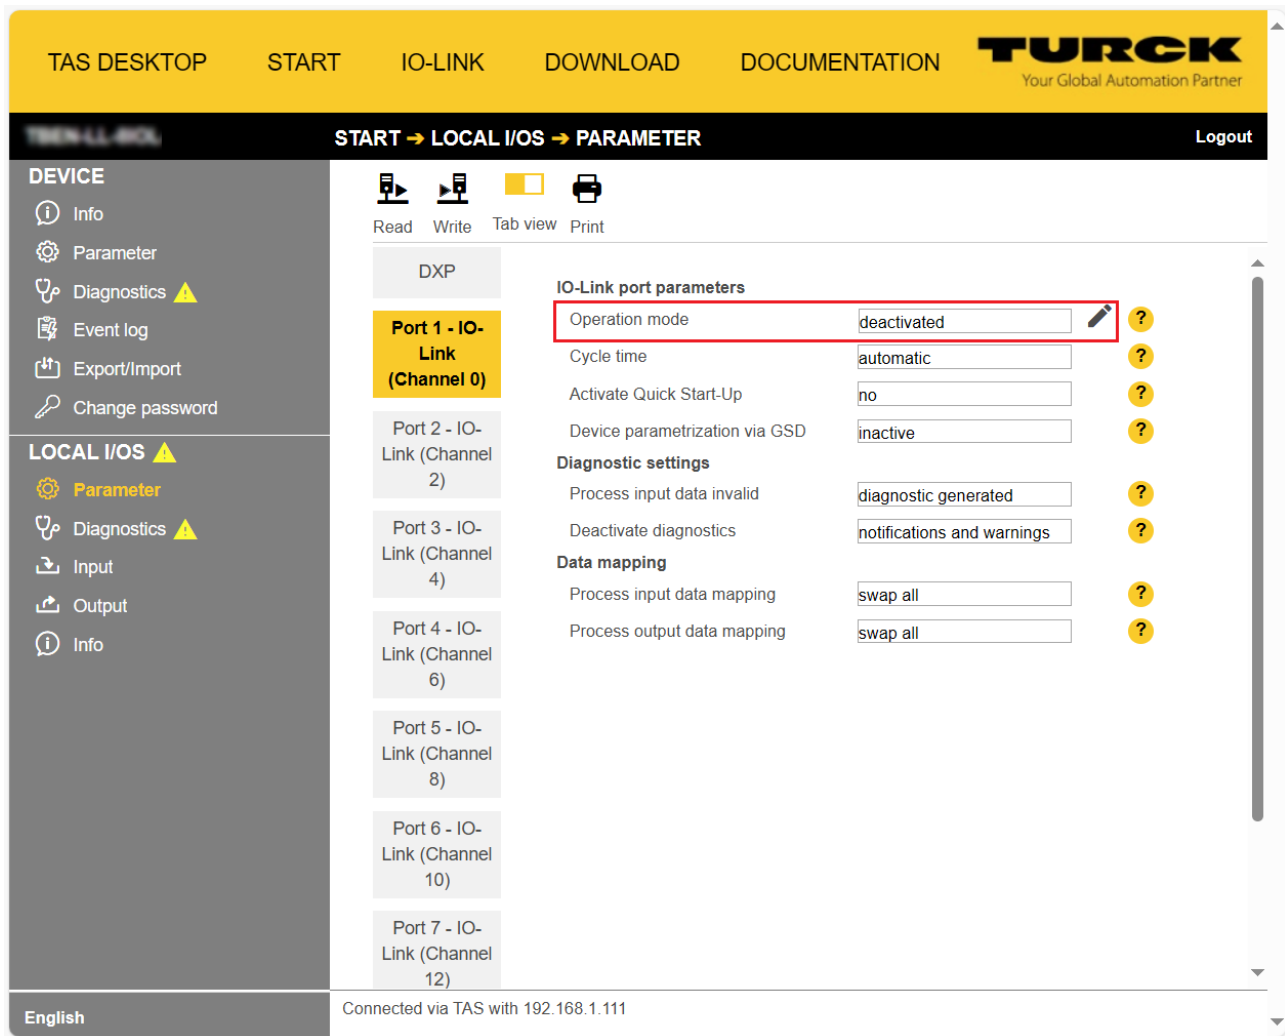 TAS DESKTOP START IO-LINK DOWNLOAD DOCUMENTATION
TURCK
Your Global Automation Partner
START ➔ LOCAL I/OS ➔ PARAMETER
Logout
DEVICE
Info
Parameter
Diagnostics
Event log
Export/Import
Change password
LOCAL I/OS
Parameter
Diagnostics
Input
Output
Info
English
Read Write Tab view Print
DXP
Port 1 - IO-
Link
(Channel 0)
Port 2 - IO-
Link (Channel
2)
Port 3 - IO-
Link (Channel
4)
Port 4 - IO-
Link (Channel
6)
Port 5 - IO-
Link (Channel
8)
Port 6 - IO-
Link (Channel
10)
Port 7 - IO-
Link (Channel
12)
IO-Link port parameters
Operation mode deactivated ?
Cycle time automatic ?
Activate Quick Start-Up no ?
Device parametrization via GSD inactive ?
Diagnostic settings
Process input data invalid diagnostic generated ?
Deactivate diagnostics notifications and warnings ?
Data mapping
Process input data mapping swap all ?
Process output data mapping swap all ?
Connected via TAS with 192.168.1.111